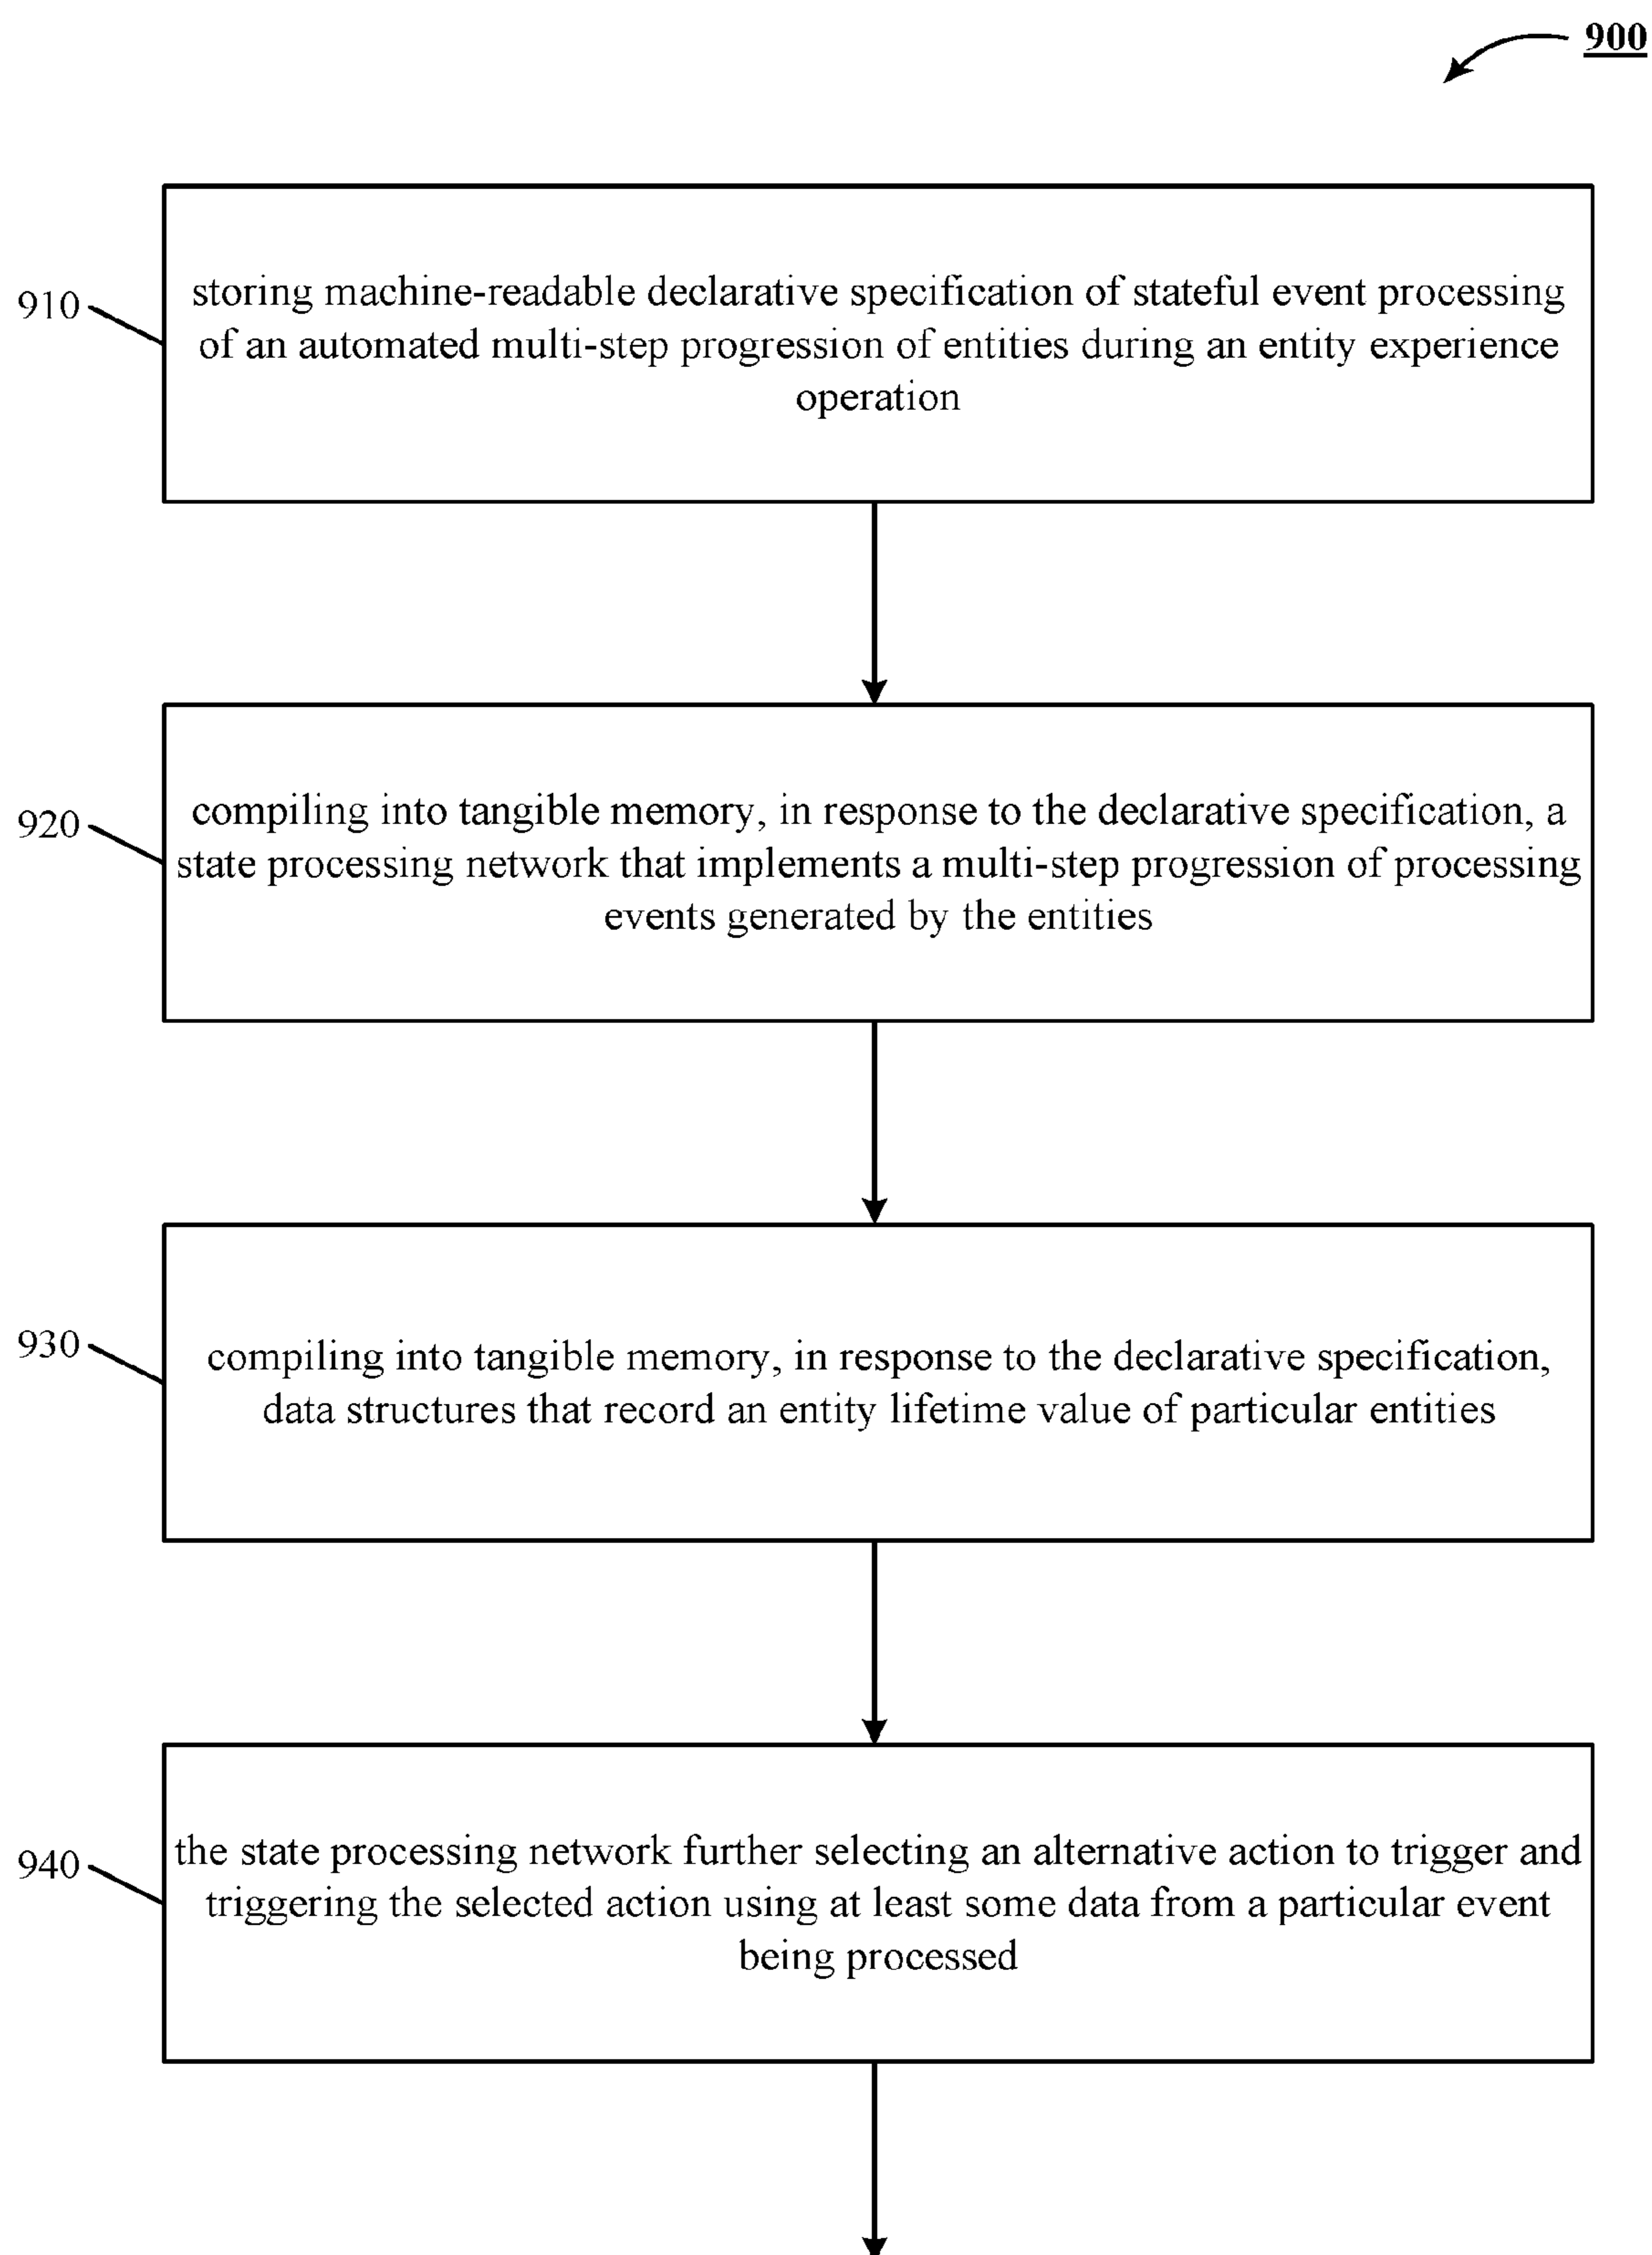 900
910
storing machine-readable declarative specification of stateful event processing
of an automated multi-step progression of entities during an entity experience
operation
920
compiling into tangible memory, in response to the declarative specification, a
state processing network that implements a multi-step progression of processing
events generated by the entities
930
compiling into tangible memory, in response to the declarative specification,
data structures that record an entity lifetime value of particular entities
940
the state processing network further selecting an alternative action to trigger and
triggering the selected action using at least some data from a particular event
being processed